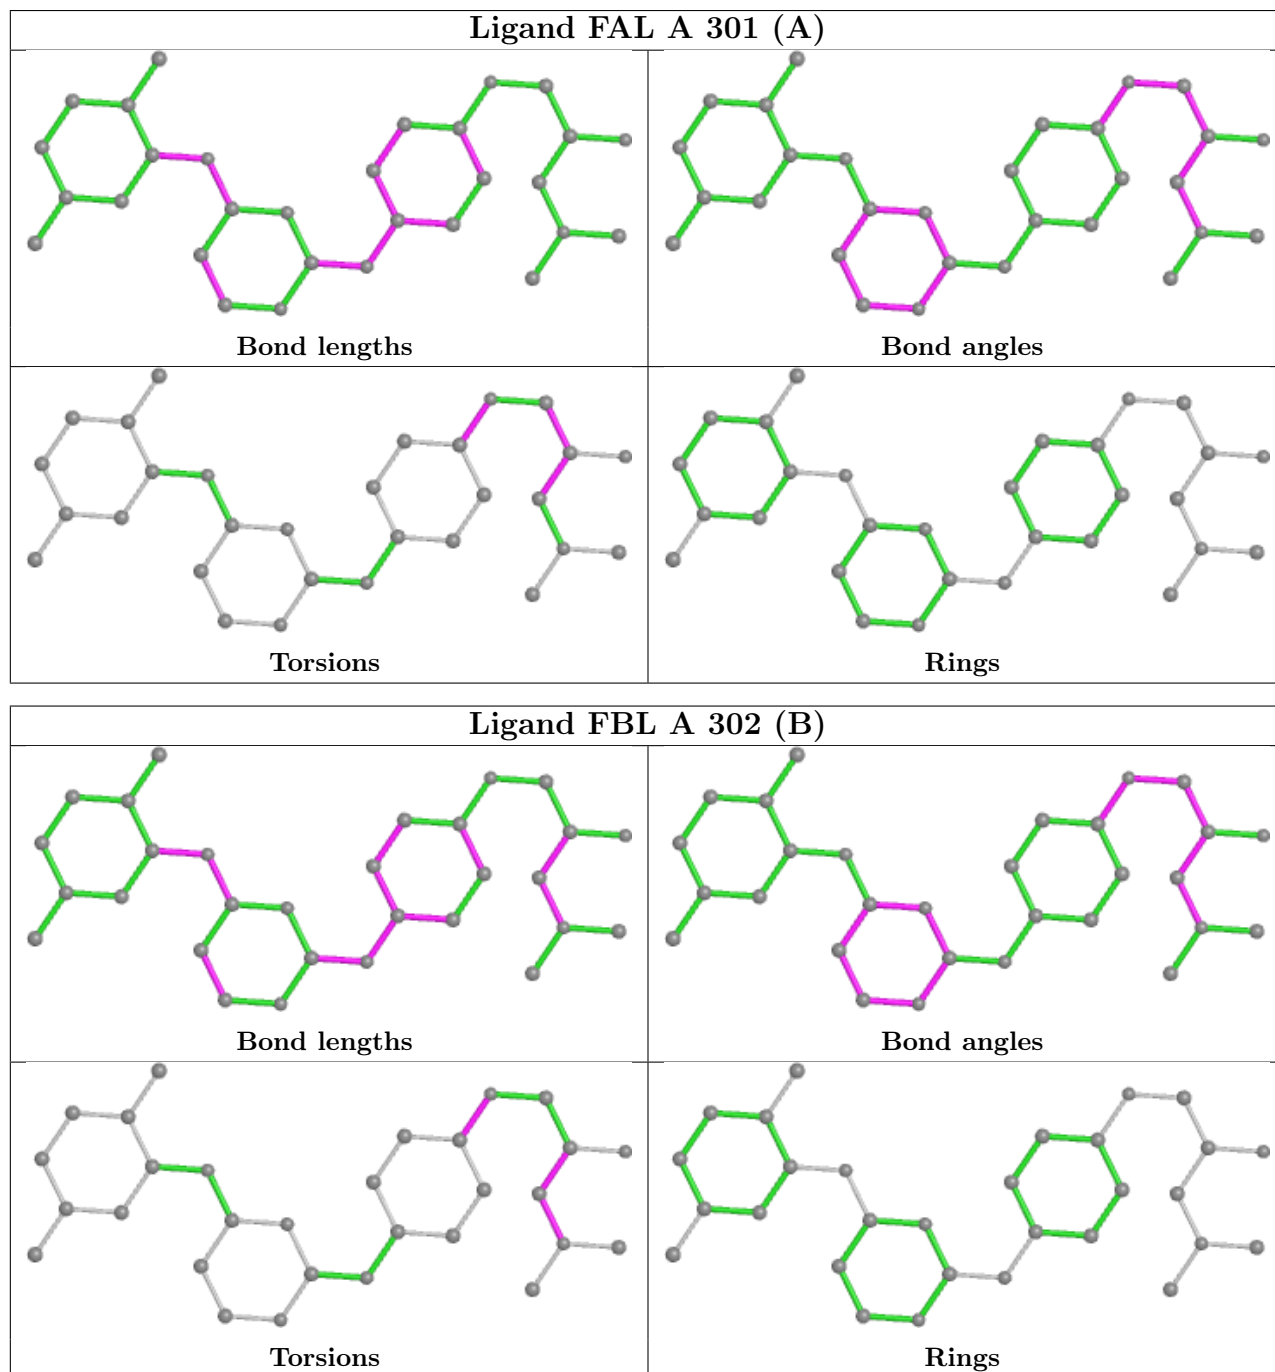 Ligand FAL A 301 (A)
Bond lengths
Bond angles
Torsions
Rings
Ligand FBL A 302 (B)
Bond lengths
Bond angles
Torsions
Rings